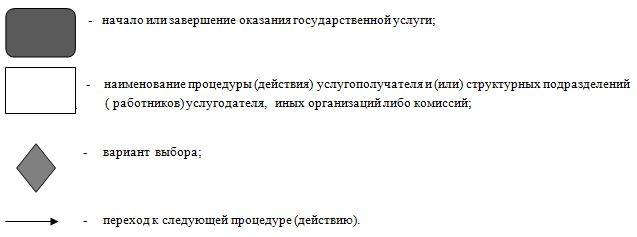 - начало или завершение оказания государственной услуги;
- наименование процедуры (действия) услугополучателя и (или) структурных подразделений
( работников) услугодателя, иных организаций либо комиссий;
- вариант выбора;
- переход к следующей процедуре (действию).